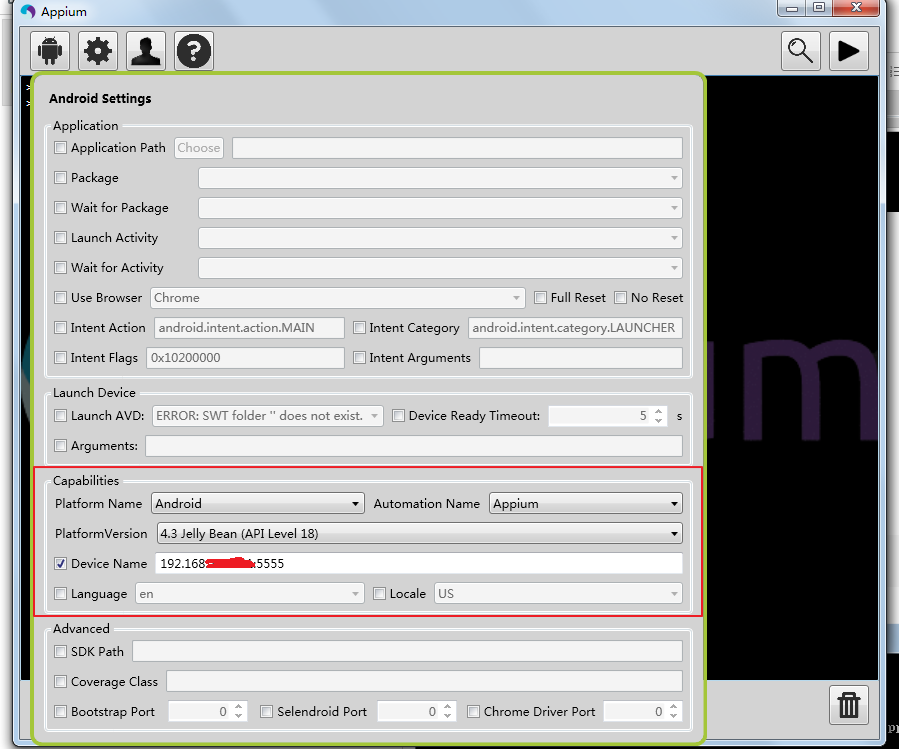 Appium
Android Settings
Application
Application Path Choose
Package
Wait for Package
Launch Activity
Wait for Activity
Use Browser Chrome Full Reset No Reset
Intent Action android.intent.action.MAIN Intent Category android.intent.category.LAUNCHER
Intent Flags 0x10200000 Intent Arguments
Launch Device
Launch AVD: ERROR: SWT folder '' does not exist. Device Ready Timeout: 5 s
Arguments:
Capabilities
Platform Name Android Automation Name Appium
PlatformVersion 4.3 Jelly Bean (API Level 18)
Device Name 192.168 :5555
Language en Locale US
Advanced
SDK Path
Coverage Class
Bootstrap Port 0 Selendroid Port 0 Chrome Driver Port 0